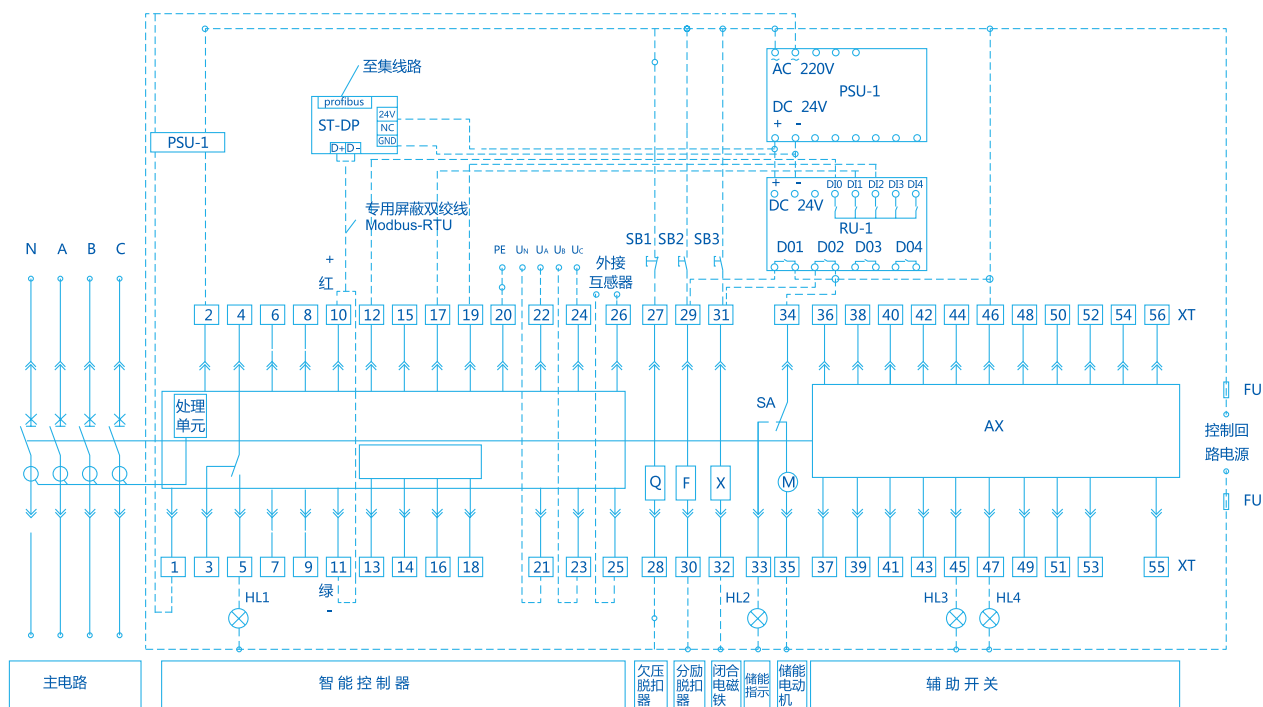 至集线路
profibus
ST-DP
24V
NC
GND
D+ D-
PSU-1
AC 220V
PSU-1
DC 24V
+ -
+ -
DI0 DI1 DI2 DI3 DI4
DC 24V
RU-1
D01 D02 D03 D04
专用屏蔽双绞线
Modbus-RTU
N A B C
+
红
PE UN UA UB UC
外接
互感器
SB1 SB2 SB3
2 4 6 8 10 12 15 17 19 20 22 24 26 27 29 31 34 36 38 40 42 44 46 48 50 52 54 56 XT
处理
单元
SA
AX
FU
控制回
路电源
FU
Q F X M
1 3 5 7 9 11 13 14 16 18 21 23 25 28 30 32 33 35 37 39 41 43 45 47 49 51 53 55 XT
绿
-
HL1 HL2 HL3 HL4
主电路
智能控制器
欠压
脱扣
器
分励
脱扣
器
闭合
电磁
铁
储能
指示
储能
电动
机
辅助开关